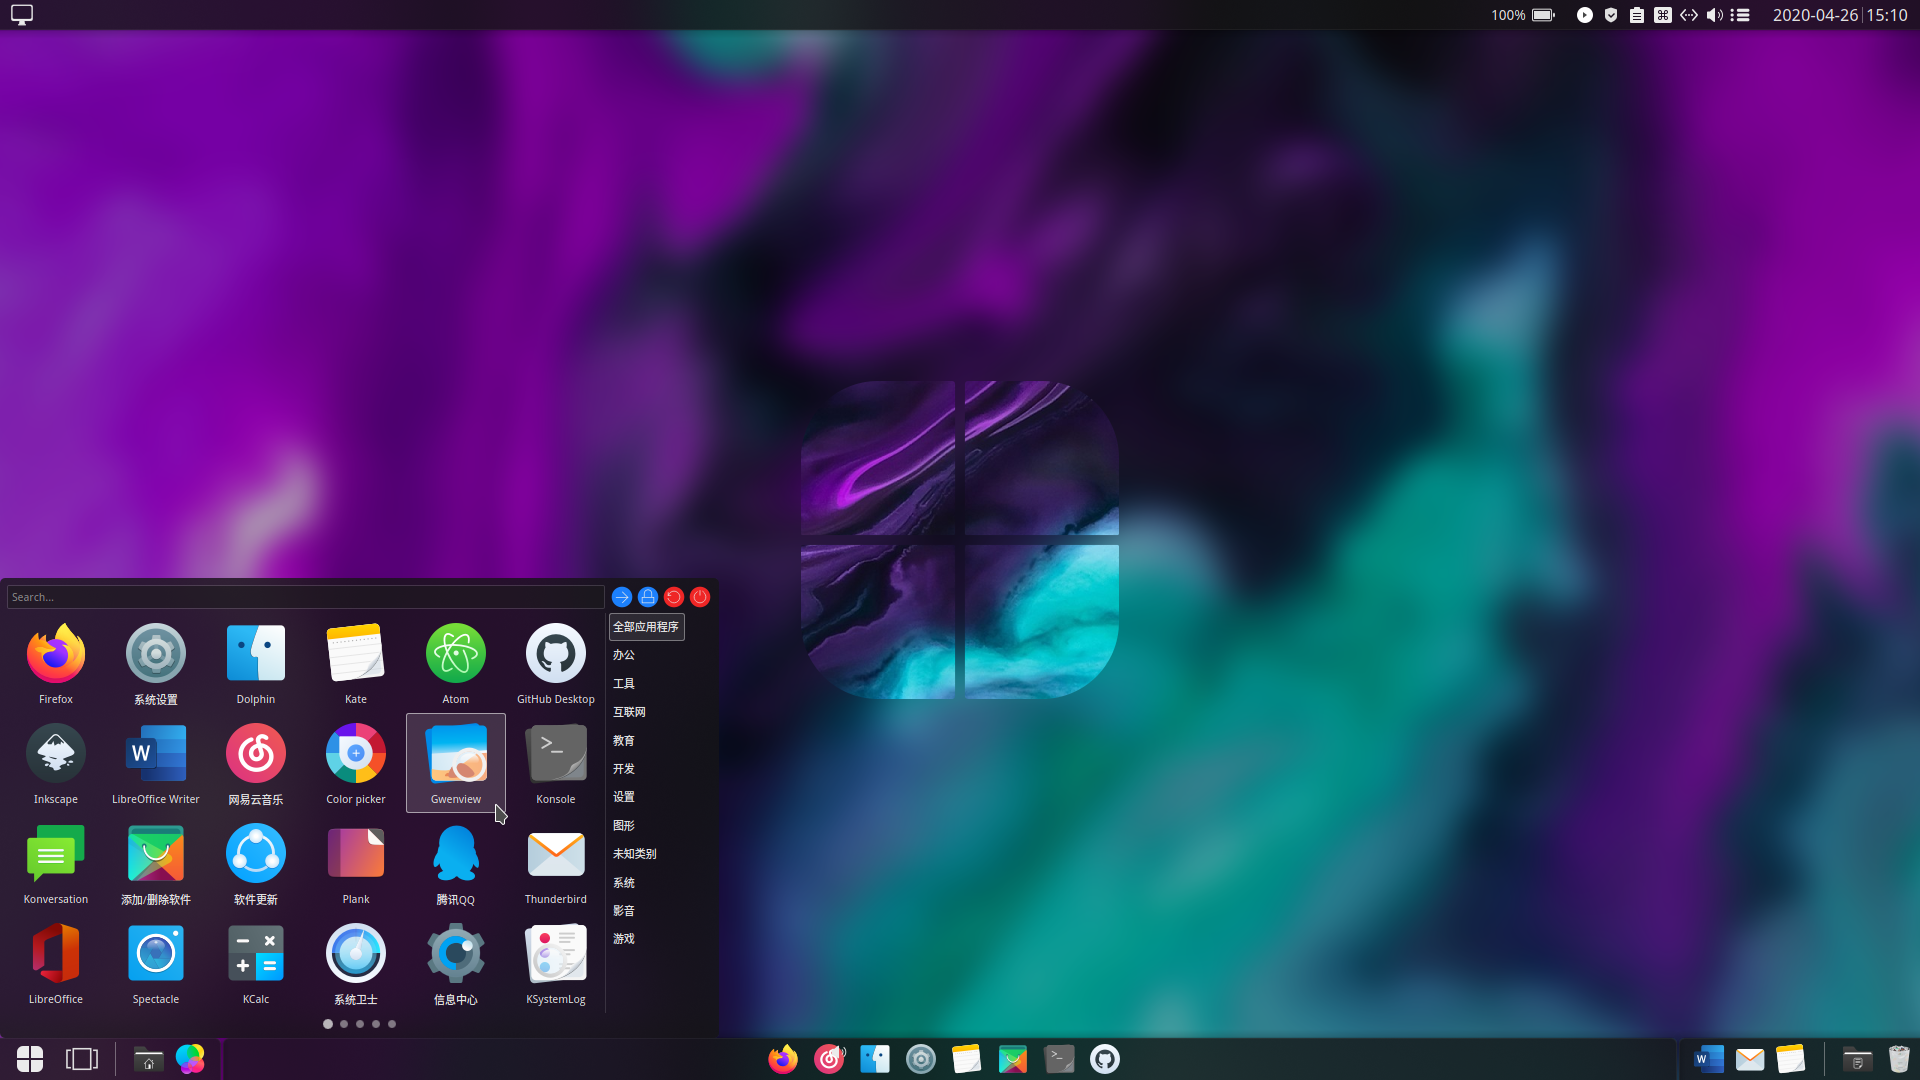 100%
2020-04-26 15:10
Search...
Firefox
系统设置
Dolphin
Kate
Atom
GitHub Desktop
Inkscape
LibreOffice Writer
网易云音乐
Color picker
Gwenview
Konsole
Konversation
添加/删除软件
软件更新
Plank
腾讯QQ
Thunderbird
LibreOffice
Spectacle
KCalc
系统卫士
信息中心
KSystemLog
全部应用程序
办公
工具
互联网
教育
开发
设置
图形
未知类别
系统
影音
游戏